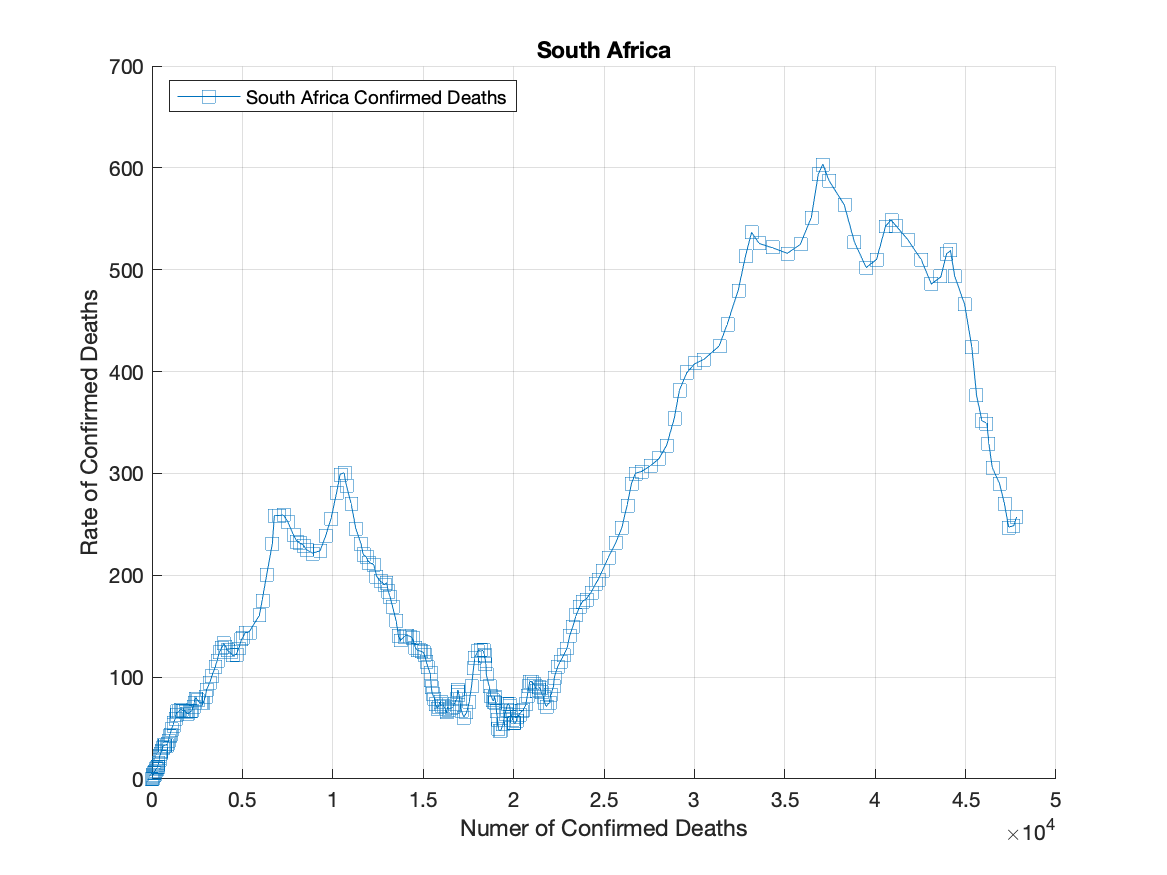 South Africa
South Africa Confirmed Deaths
700
600
500
400
300
200
100
0
Rate of Confirmed Deaths
0 0.5 1 1.5 2 2.5 3 3.5 4 4.5 5
×10^4
Numer of Confirmed Deaths